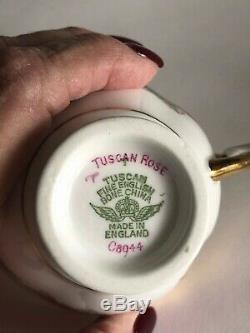 TUSCAN ROSE
TUSCAN
FINE ENGLISH
BONE CHINA
MADE IN
ENGLAND
C8944